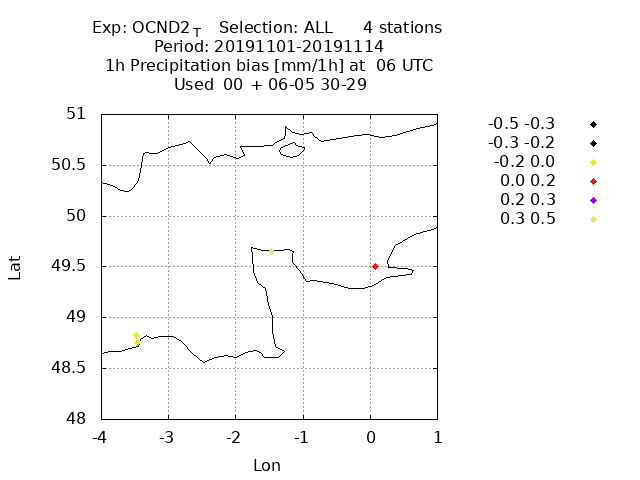 Exp: OCND2_T   Selection: ALL      4 stations
Period: 20191101-20191114
1h Precipitation bias [mm/1h] at  06 UTC
Used  00 + 06-05 30-29
-0.5 -0.3
-0.3 -0.2
-0.2 0.0
0.0 0.2
0.2 0.3
0.3 0.5
51
50.5
50
49.5
49
48.5
48
Lat
-4 -3 -2 -1 0 1
Lon